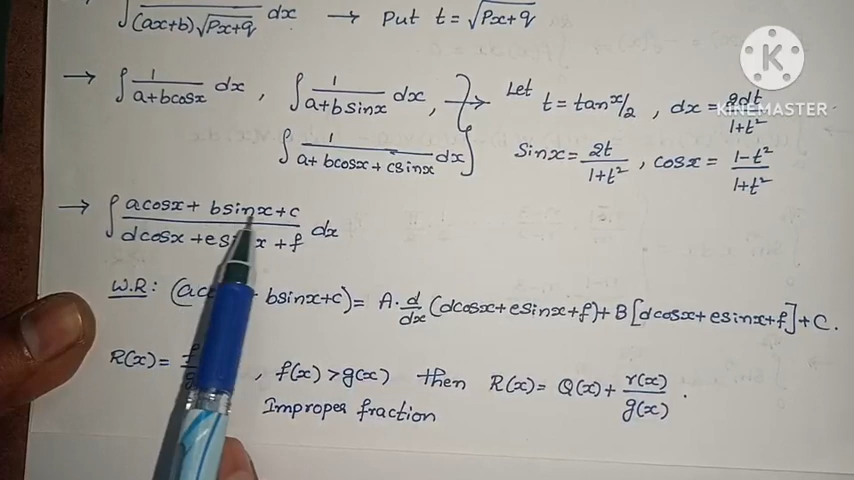 ∫ 1/((ax+b)√(px+q)) dx → Put t = √(px+q)
→ ∫ 1/(a+bcosx) dx , ∫ 1/(a+bsinx) dx , → Let t = tan x/2 , dx = 2dt/(1+t²)
∫ 1/(a+bcosx+csinx) dx
sinx = 2t/(1+t²) , cosx = (1-t²)/(1+t²)
→ ∫ (acosx + bsinx + c)/(dcosx + esinx + f) dx
W.R: (acosx + bsinx+c) = A. d/dx (dcosx+esinx+f) + B [dcosx+esinx+f] + C.
R(x) = , f(x) > g(x) then R(x) = Q(x) + r(x)/g(x) .
Improper fraction
KINEMASTER